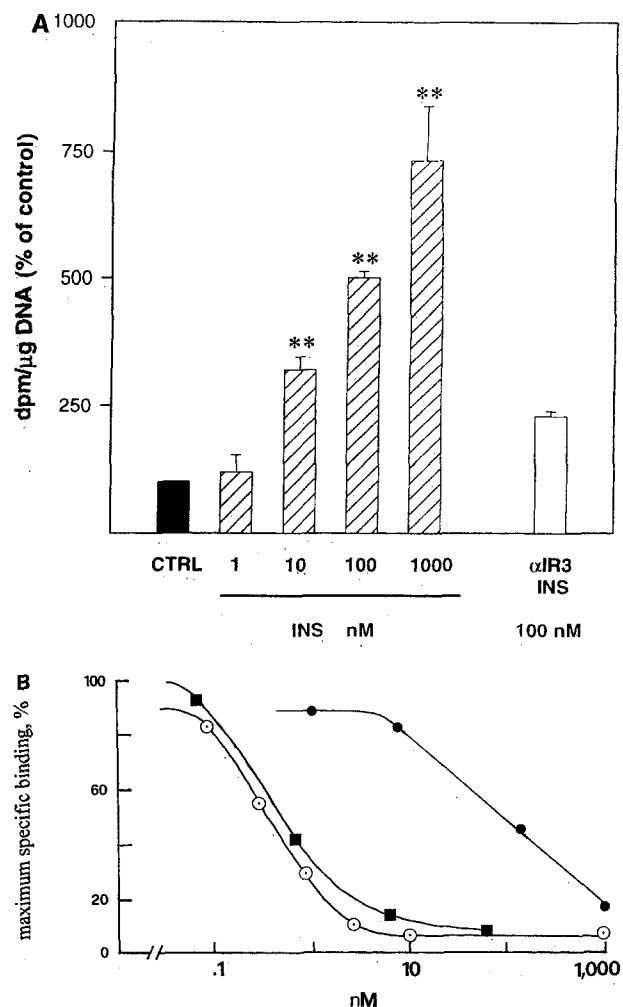 A
1000
**
750
**
500
**
250
dpm/µg DNA (% of control)
CTRL 1 10 100 1000 αIR3
INS
INS nM 100 nM
B
100
60
20
0
maximum specific binding, %
.1 10 1,000
nM